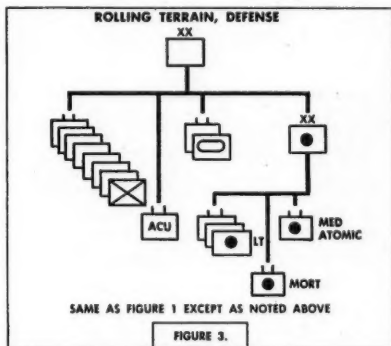 ROLLING TERRAIN, DEFENSE
XX
XX
ACU
LT
MED
ATOMIC
MORT
SAME AS FIGURE 1 EXCEPT AS NOTED ABOVE
FIGURE 3.